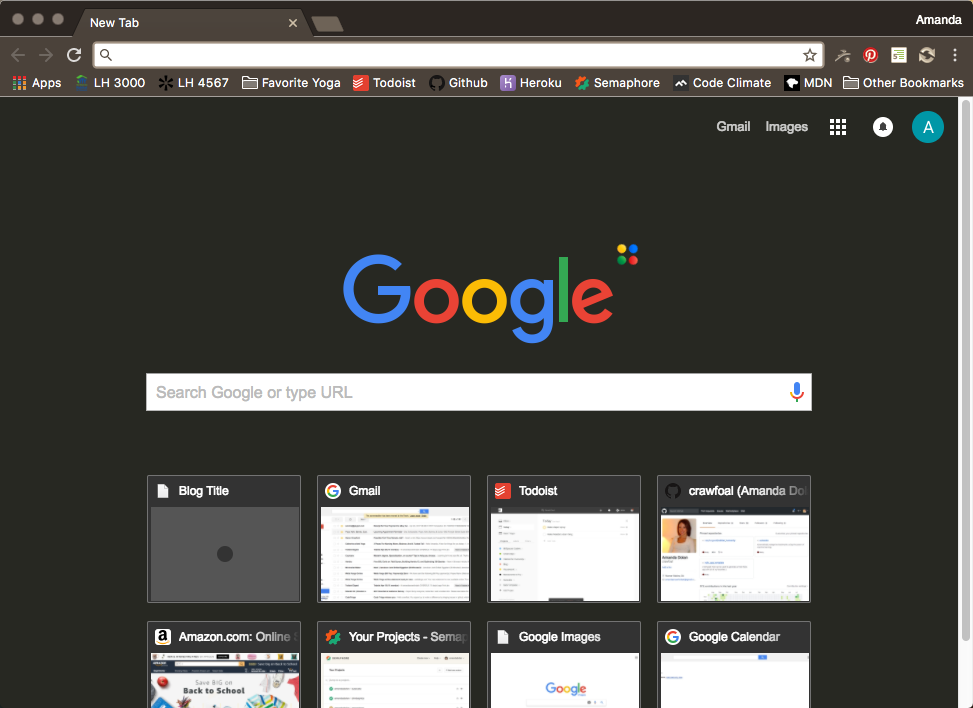 New Tab
Amanda
Apps LH 3000 LH 4567 Favorite Yoga Todoist Github Heroku Semaphore Code Climate MDN Other Bookmarks
Gmail Images A
Google
Search Google or type URL
Blog Title Gmail Todoist crawfoal (Amanda Dol
Amazon.com: Online Your Projects - Semap Google Images Google Calendar
Save BIG on
Back to School
Google